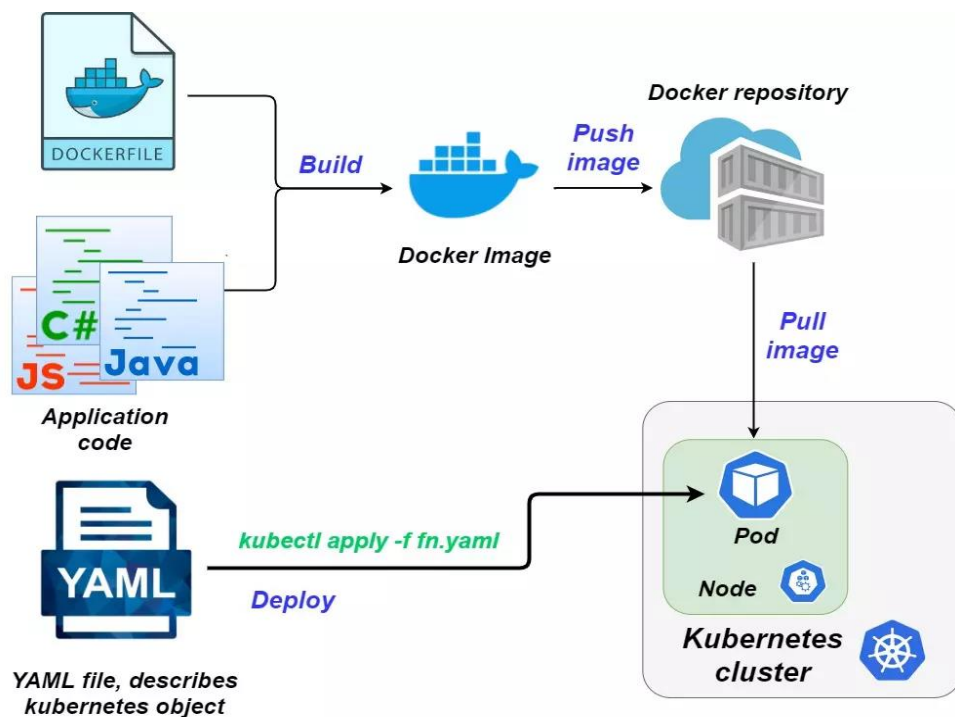 DOCKERFILE
Build
Docker Image
Push
image
Docker repository
C#
JS
Java
Application
code
Pull
image
YAML
kubectl apply -f fn.yaml
Deploy
YAML file, describes
kubernetes object
Pod
Node
Kubernetes
cluster